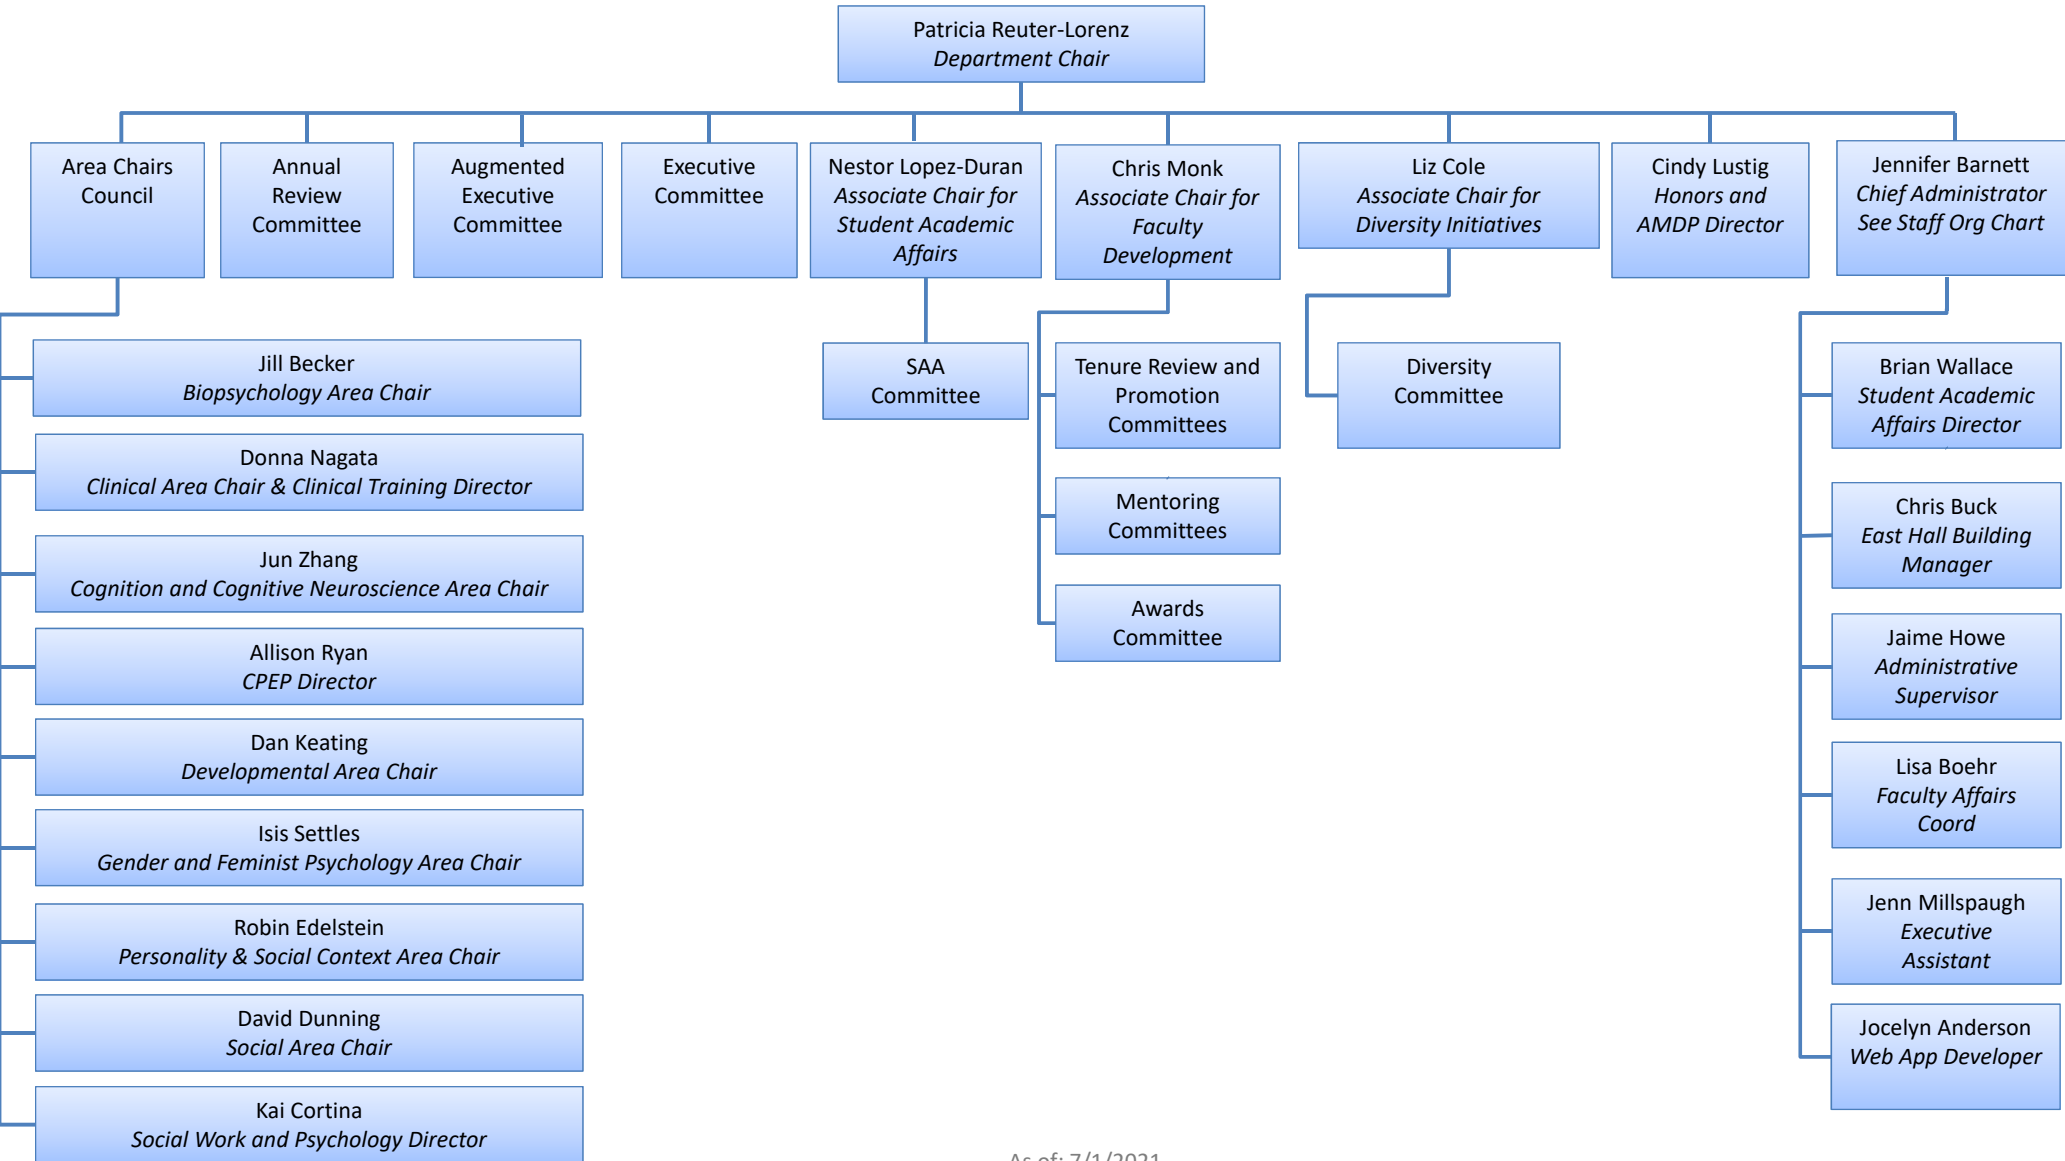 Patricia Reuter-Lorenz
Department Chair
Area Chairs
Council
Annual
Review
Committee
Augmented
Executive
Committee
Executive
Committee
Nestor Lopez-Duran
Associate Chair for
Student Academic
Affairs
Chris Monk
Associate Chair for
Faculty
Development
Liz Cole
Associate Chair for
Diversity Initiatives
Cindy Lustig
Honors and
AMDP Director
Jennifer Barnett
Chief Administrator
See Staff Org Chart
Jill Becker
Biopsychology Area Chair
Donna Nagata
Clinical Area Chair & Clinical Training Director
Jun Zhang
Cognition and Cognitive Neuroscience Area Chair
Allison Ryan
CPEP Director
Dan Keating
Developmental Area Chair
Isis Settles
Gender and Feminist Psychology Area Chair
Robin Edelstein
Personality & Social Context Area Chair
David Dunning
Social Area Chair
Kai Cortina
Social Work and Psychology Director
SAA
Committee
Tenure Review and
Promotion
Committees
Mentoring
Committees
Awards
Committee
Diversity
Committee
Brian Wallace
Student Academic
Affairs Director
Chris Buck
East Hall Building
Manager
Jaime Howe
Administrative
Supervisor
Lisa Boehr
Faculty Affairs
Coord
Jenn Millspaugh
Executive
Assistant
Jocelyn Anderson
Web App Developer
As of: 7/1/2021